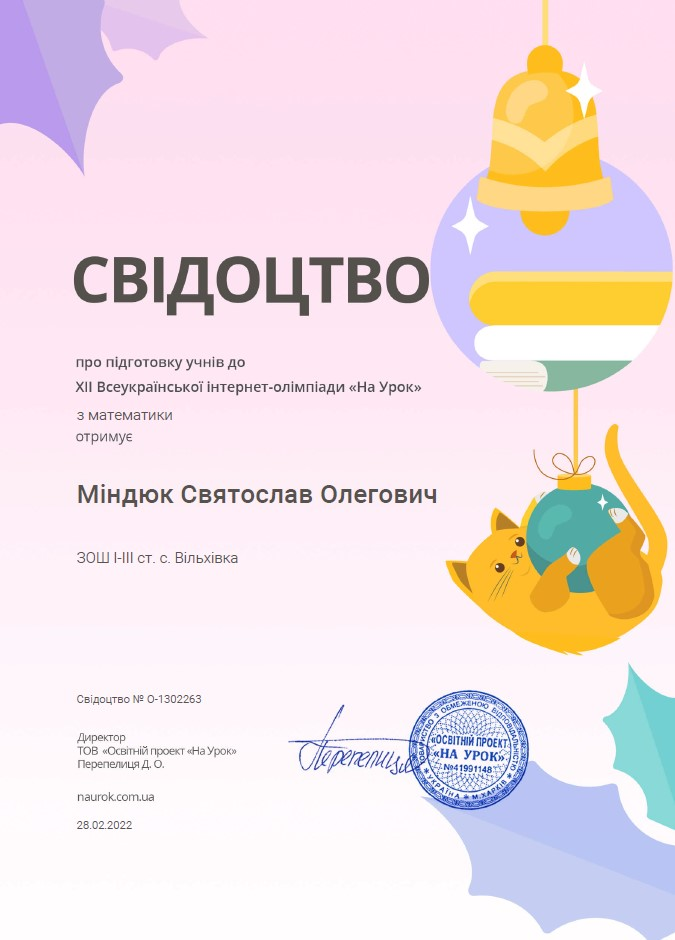 СВІДОЦТВО
про підготовку учнів до
XII Всеукраїнської інтернет-олімпіади «На Урок»
з математики
отримує
Міндюк Святослав Олегович
ЗОШ І-ІІІ ст. с. Вільхівка
Свідоцтво № О-1302263
Директор
ТОВ «Освітній проект «На Урок»
Перепелиця Д. О.
naurok.com.ua
28.02.2022
Перепелиця
ТОВАРИСТВО З ОБМЕЖЕНОЮ ВІДПОВІДАЛЬНІСТЮ
«ОСВІТНІЙ ПРОЕКТ
«НА УРОК»
№41991148
* УКРАЇНА * М.ХАРКІВ *